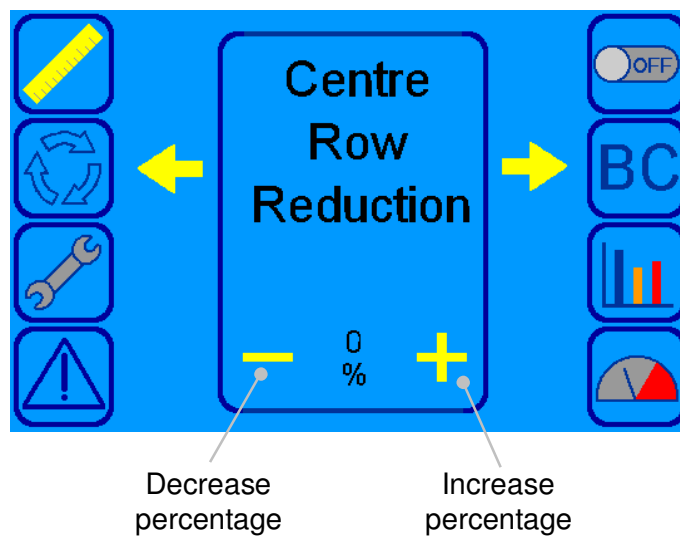 Centre
Row
Reduction
OFF
BC
0
%
Decrease
percentage
Increase
percentage